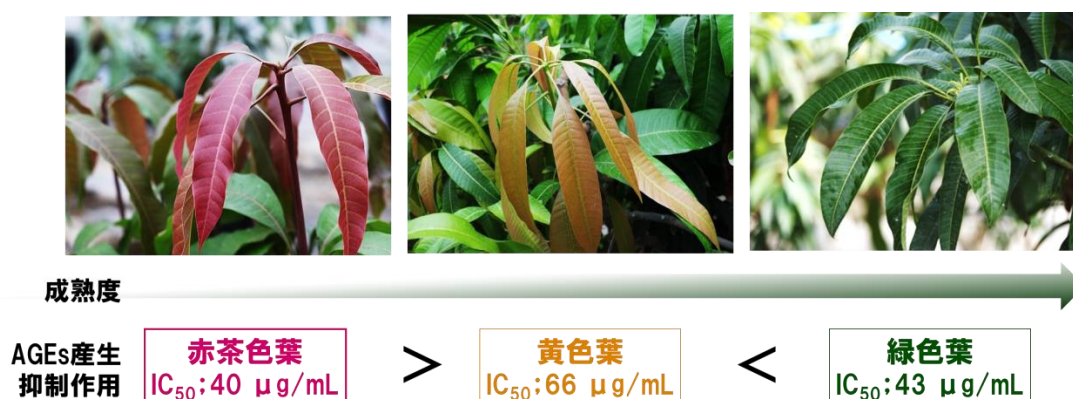 成熟度
AGEs産生
抑制作用
赤茶色葉
IC₅₀;40 μg/mL
>
黄色葉
IC₅₀;66 μg/mL
<
緑色葉
IC₅₀;43 μg/mL